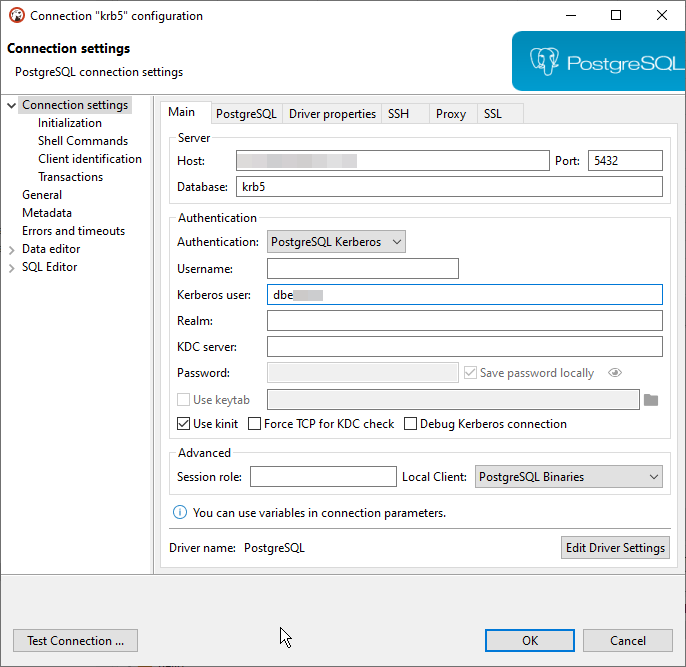 Connection "krb5" configuration
Connection settings
PostgreSQL connection settings
PostgreSQL
Connection settings
Initialization
Shell Commands
Client identification
Transactions
General
Metadata
Errors and timeouts
Data editor
SQL Editor
Main PostgreSQL Driver properties SSH Proxy SSL
Server
Host: Port: 5432
Database: krb5
Authentication
Authentication: PostgreSQL Kerberos
Username:
Kerberos user: dbe
Realm:
KDC server:
Password: Save password locally
Use keytab
Use kinit Force TCP for KDC check Debug Kerberos connection
Advanced
Session role: Local Client: PostgreSQL Binaries
You can use variables in connection parameters.
Driver name: PostgreSQL Edit Driver Settings
Test Connection ... OK Cancel